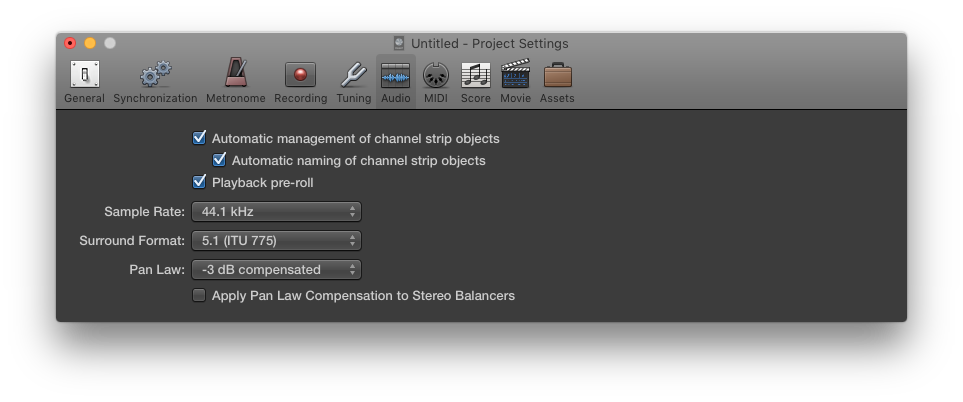 Untitled - Project Settings
General Synchronization Metronome Recording Tuning Audio MIDI Score Movie Assets
Automatic management of channel strip objects
Automatic naming of channel strip objects
Playback pre-roll
Sample Rate: 44.1 kHz
Surround Format: 5.1 (ITU 775)
Pan Law: -3 dB compensated
Apply Pan Law Compensation to Stereo Balancers